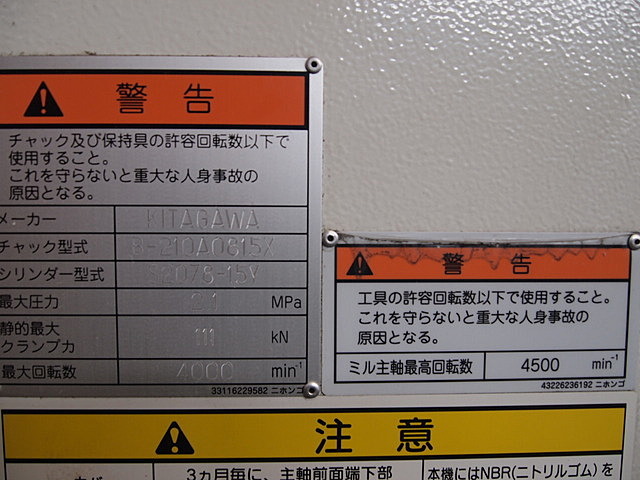 警告
チャック及び保持具の許容回転数以下で
使用すること。
これを守らないと重大な人身事故の
原因となる。
メーカー KITAGAWA
チャック型式 B-210A0615X
シリンダー型式
最大圧力 MPa
静的最大
クランプ力 111 kN
最大回転数 4000 min⁻¹
33116229582 ニホンゴ
警告
工具の許容回転数以下で使用すること。
これを守らないと重大な人身事故の
原因となる。
ミル主軸最高回転数 4500 min⁻¹
43226236192 ニホンゴ
注意
3カ月毎に、主軸前面端下部
本機にはNBR(ニトリルゴム)を